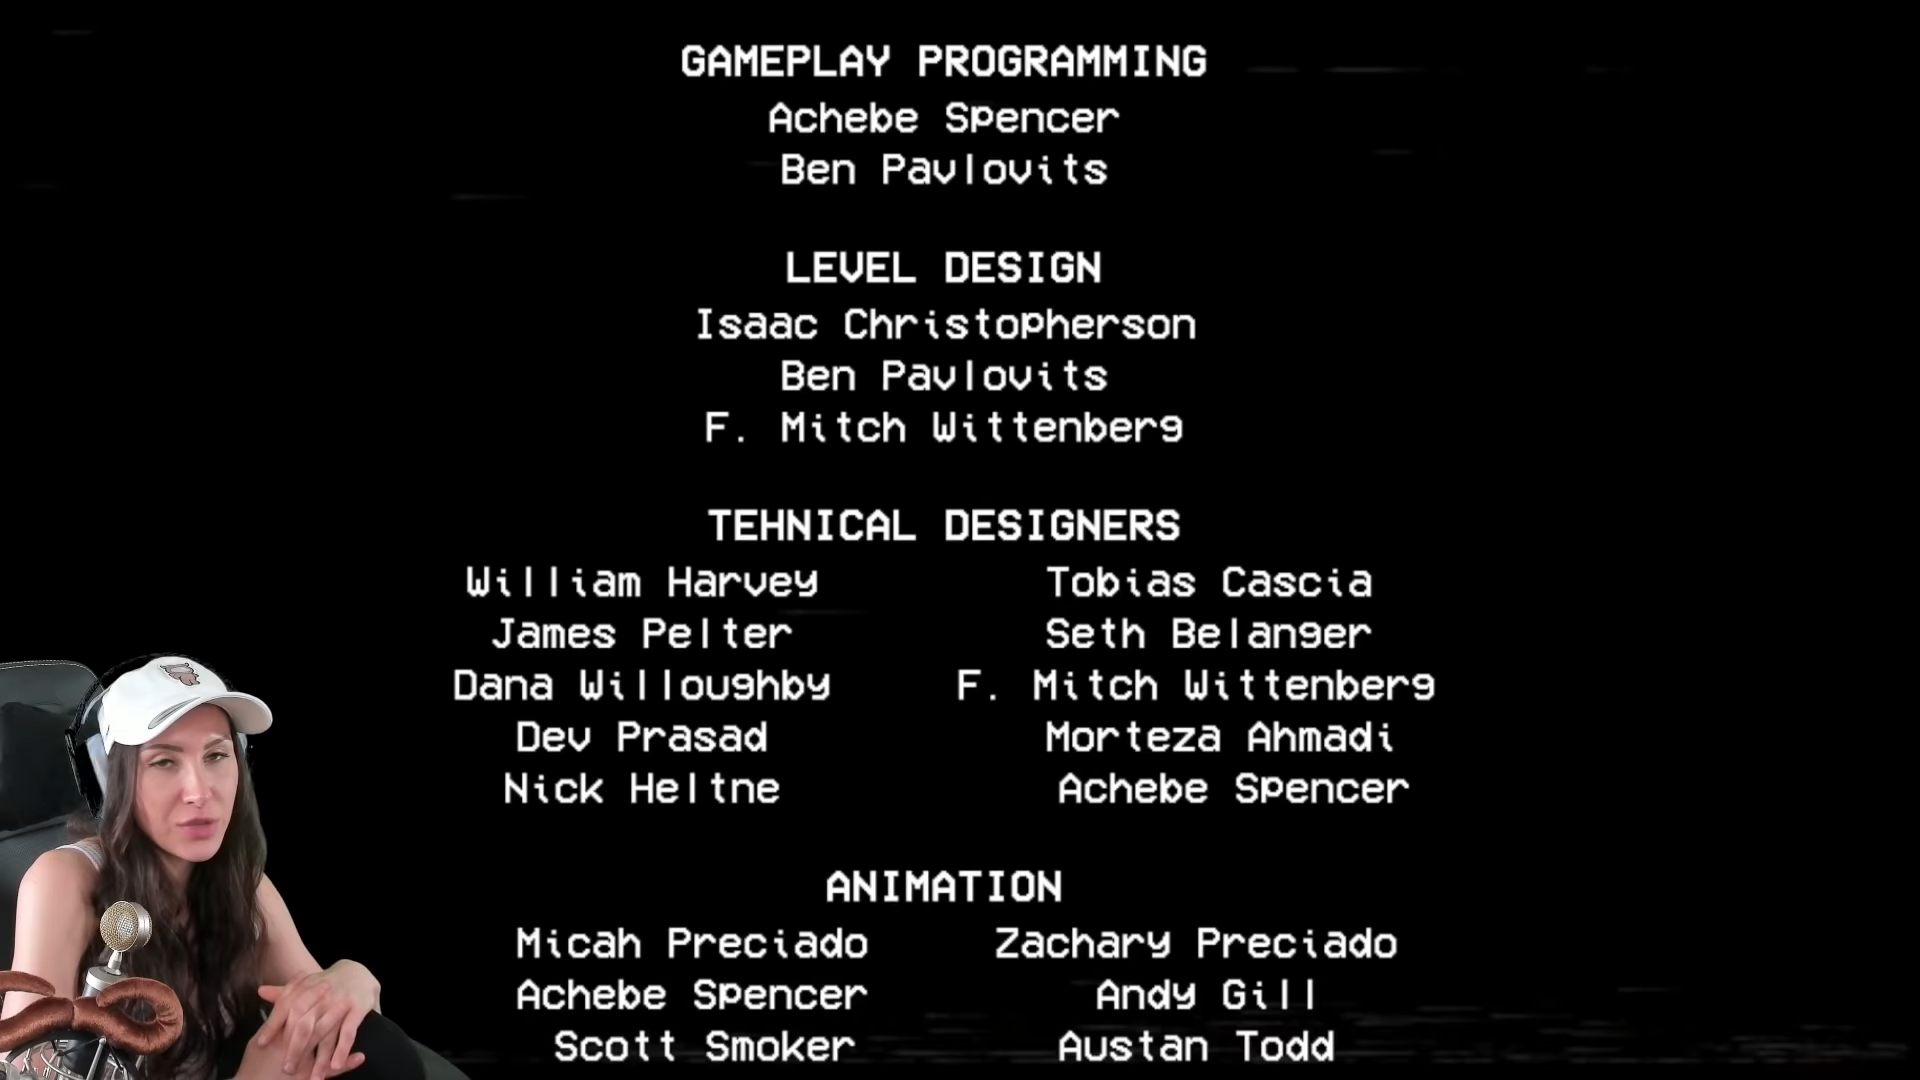 GAMEPLAY PROGRAMMING
Achebe Spencer
Ben Pavlovits
LEVEL DESIGN
Isaac Christopherson
Ben Pavlovits
F. Mitch Wittenberg
TEHNICAL DESIGNERS
William Harvey Tobias Cascia
James Pelter Seth Belanger
Dana Willoughby F. Mitch Wittenberg
Dev Prasad Morteza Ahmadi
Nick Heltne Achebe Spencer
ANIMATION
Micah Preciado Zachary Preciado
Achebe Spencer Andy Gill
Scott Smoker Austan Todd